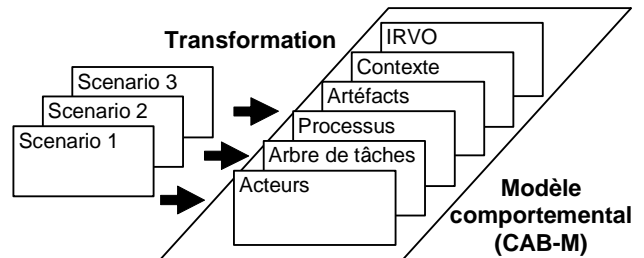 Transformation
Scenario 3
Scenario 2
Scenario 1
IRVO
Contexte
Artéfacts
Processus
Arbre de tâches
Acteurs
Modèle
comportemental
(CAB-M)